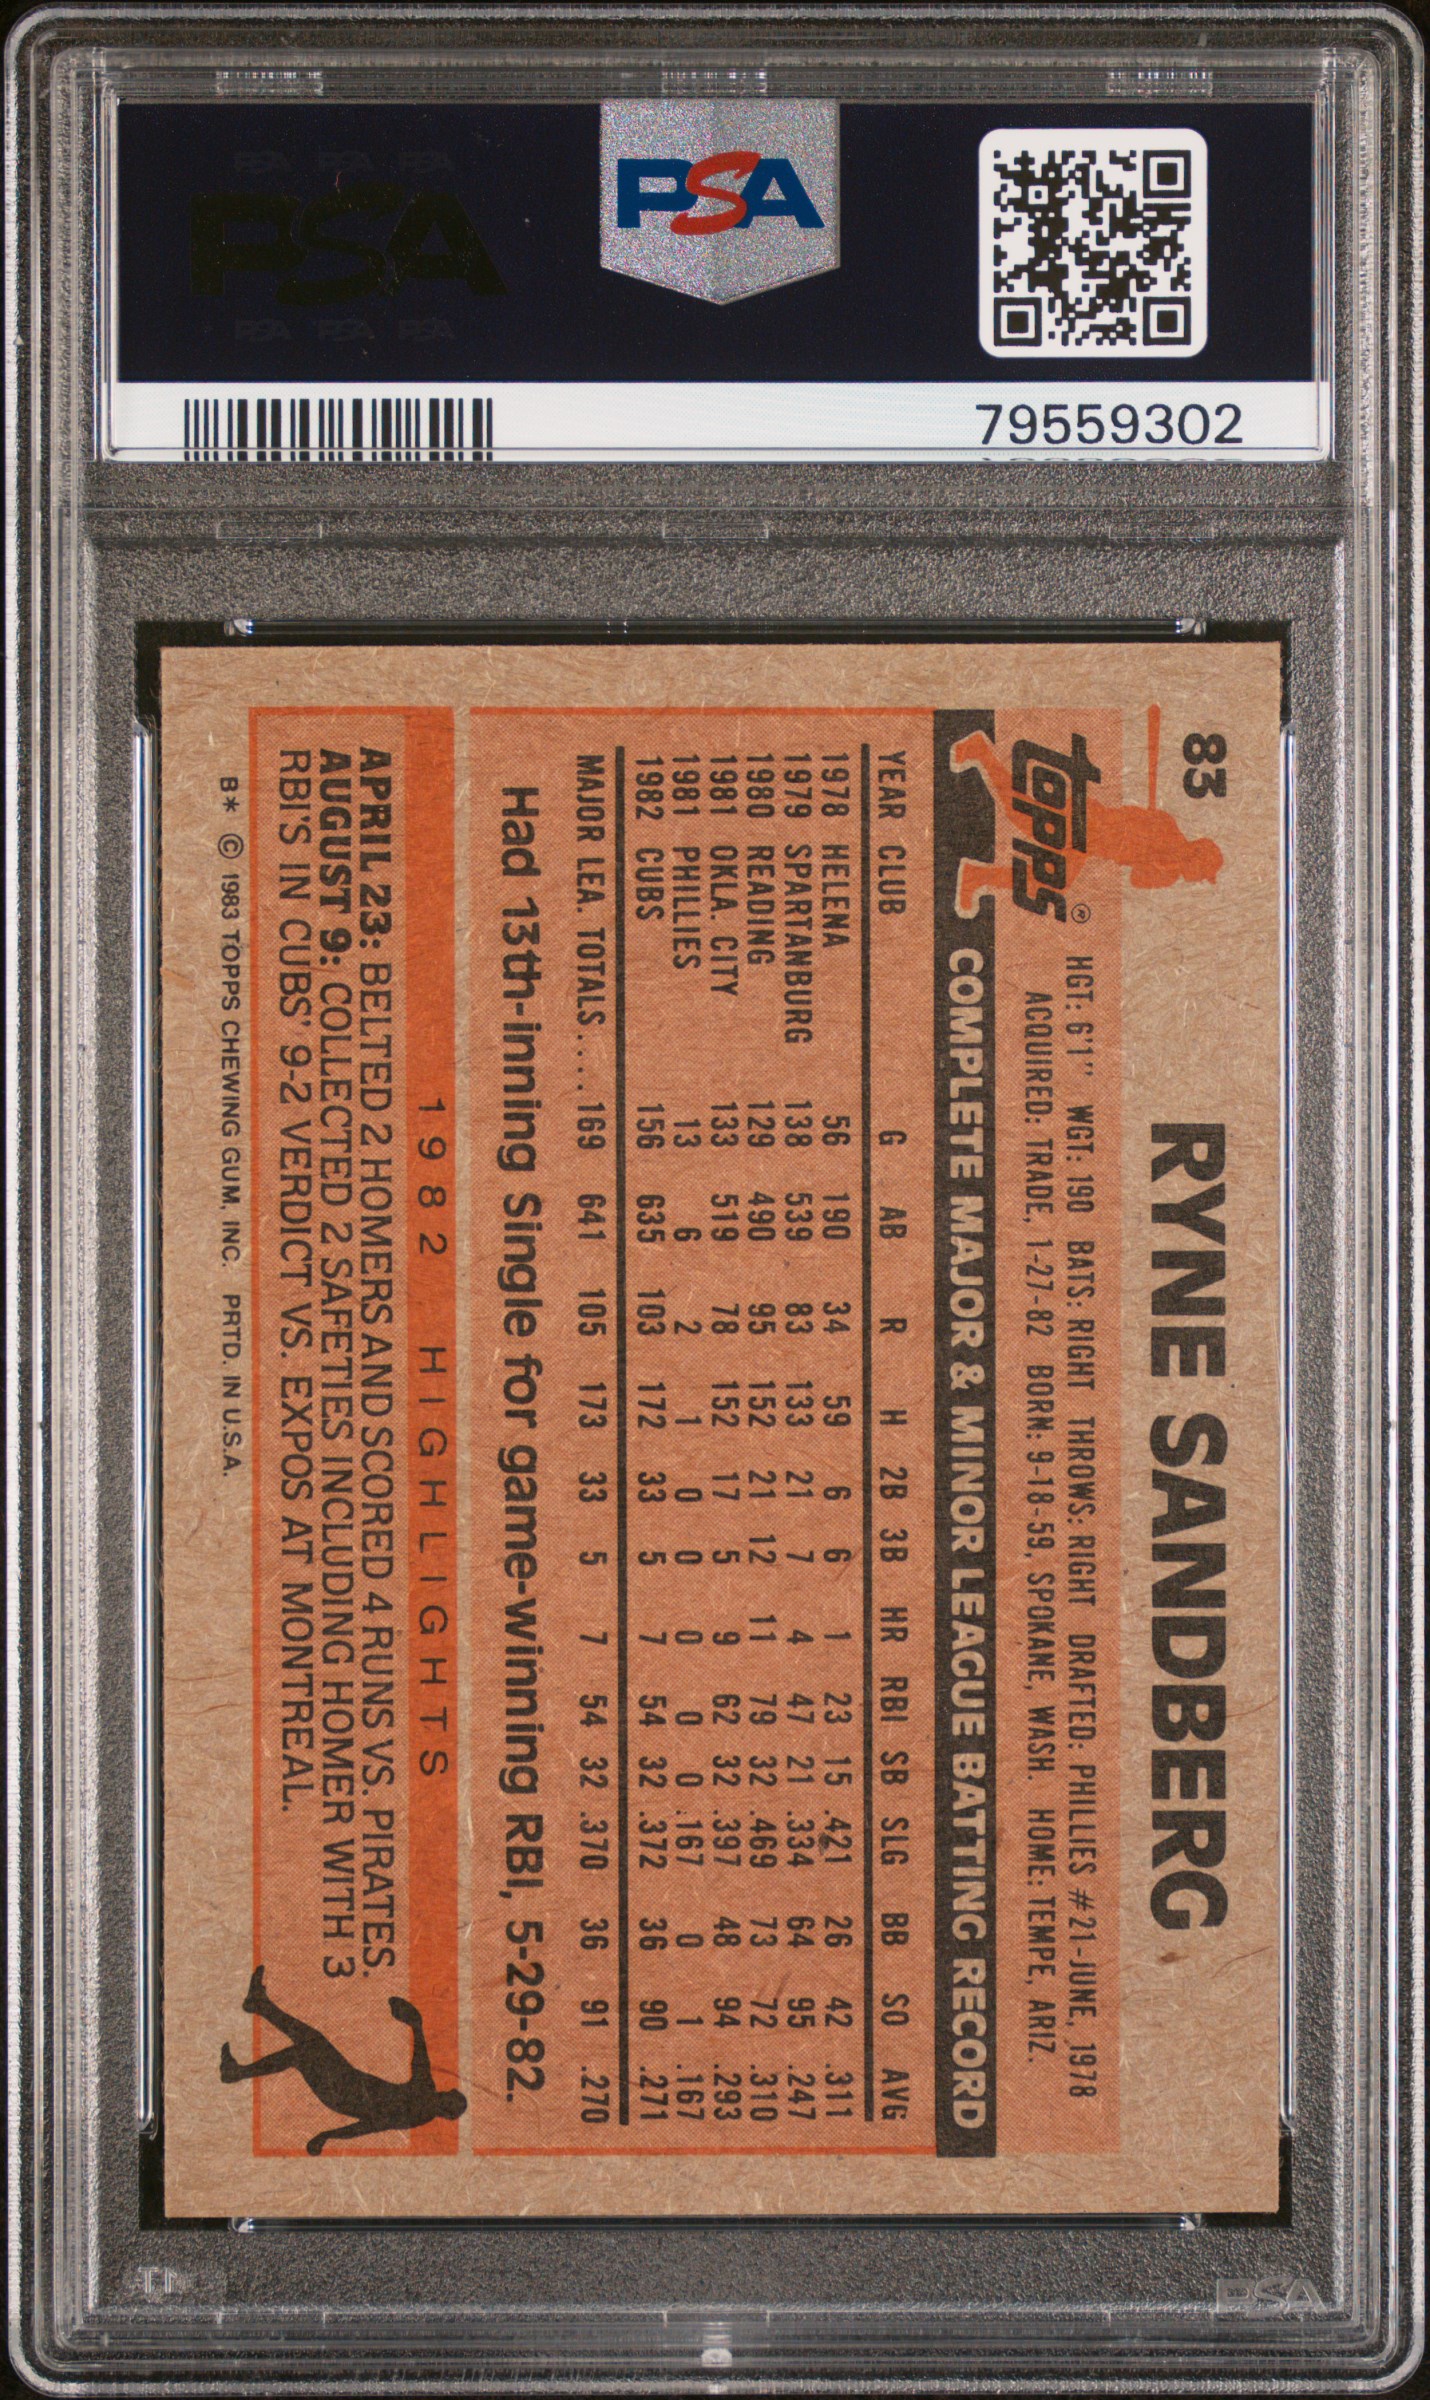 PSA PSA PSA
PSA
PSA PSA PSA
PSA
79559302
83
RYNE SANDBERG
topps®
HGT: 6'1" WGT: 190 BATS: RIGHT THROWS: RIGHT DRAFTED: PHILLIES #21-JUNE, 1978
ACQUIRED: TRADE, 1-27-82 BORN: 9-18-59, SPOKANE, WASH. HOME: TEMPE, ARIZ.
COMPLETE MAJOR & MINOR LEAGUE BATTING RECORD
YEAR CLUB G AB R H 2B 3B HR RBI SB SLG BB SO AVG
1978 HELENA 56 190 34 59 6 6 1 23 15 .421 26 42 .311
1979 SPARTANBURG 138 539 83 133 21 7 4 47 21 .334 64 95 .247
1980 READING 129 490 95 152 21 12 11 79 32 .469 73 72 .310
1981 OKLA. CITY 133 519 78 152 17 5 9 62 32 .397 48 94 .293
1981 PHILLIES 13 6 2 1 0 0 0 0 0 .167 0 1 .167
1982 CUBS 156 635 103 172 33 5 7 54 32 .372 36 90 .271
MAJOR LEA. TOTALS.... 169 641 105 173 33 5 7 54 32 .370 36 91 .270
Had 13th-inning Single for game-winning RBI, 5-29-82.
1982 HIGHLIGHTS
APRIL 23: BELTED 2 HOMERS AND SCORED 4 RUNS VS. PIRATES.
AUGUST 9: COLLECTED 2 SAFETIES INCLUDING HOMER WITH 3
RBI'S IN CUBS' 9-2 VERDICT VS. EXPOS AT MONTREAL.
B* © 1983 TOPPS CHEWING GUM, INC. PRTD. IN U.S.A.
PSA